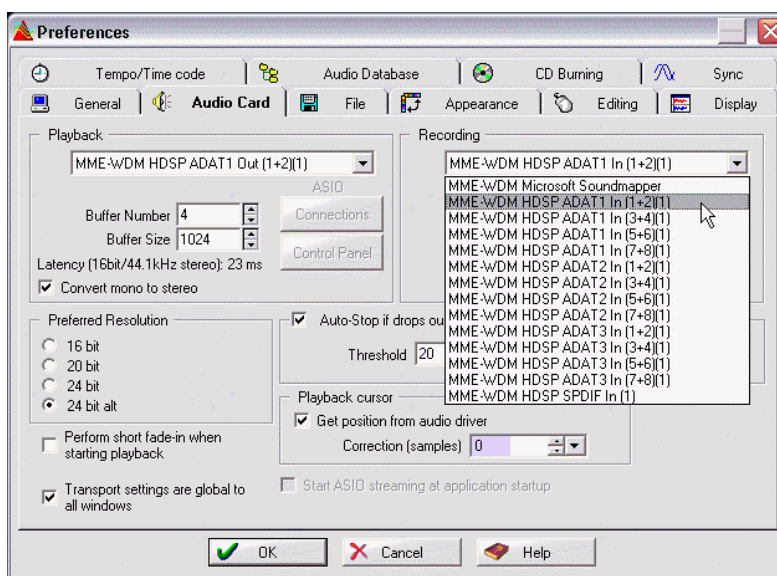 Preferences
Tempo/Time code
Audio Database
CD Burning
Sync
General
Audio Card
File
Appearance
Editing
Display
Playback
MME-WDM HDSP ADAT1 Out (1+2)(1)
ASIO
Buffer Number 4
Connections
Buffer Size 1024
Control Panel
Latency (16bit/44.1kHz stereo): 23 ms
Convert mono to stereo
Recording
MME-WDM HDSP ADAT1 In (1+2)(1)
MME-WDM Microsoft Soundmapper
MME-WDM HDSP ADAT1 In (1+2)(1)
MME-WDM HDSP ADAT1 In (3+4)(1)
MME-WDM HDSP ADAT1 In (5+6)(1)
MME-WDM HDSP ADAT1 In (7+8)(1)
MME-WDM HDSP ADAT2 In (1+2)(1)
MME-WDM HDSP ADAT2 In (3+4)(1)
MME-WDM HDSP ADAT2 In (5+6)(1)
MME-WDM HDSP ADAT2 In (7+8)(1)
MME-WDM HDSP ADAT3 In (1+2)(1)
MME-WDM HDSP ADAT3 In (3+4)(1)
MME-WDM HDSP ADAT3 In (5+6)(1)
MME-WDM HDSP ADAT3 In (7+8)(1)
MME-WDM HDSP SPDIF In (1)
Preferred Resolution
16 bit
20 bit
24 bit
24 bit alt
Auto-Stop if drops ou
Threshold 20
Playback cursor
Get position from audio driver
Correction (samples) 0
Perform short fade-in when
starting playback
Transport settings are global to
all windows
Start ASIO streaming at application startup
OK
Cancel
Help